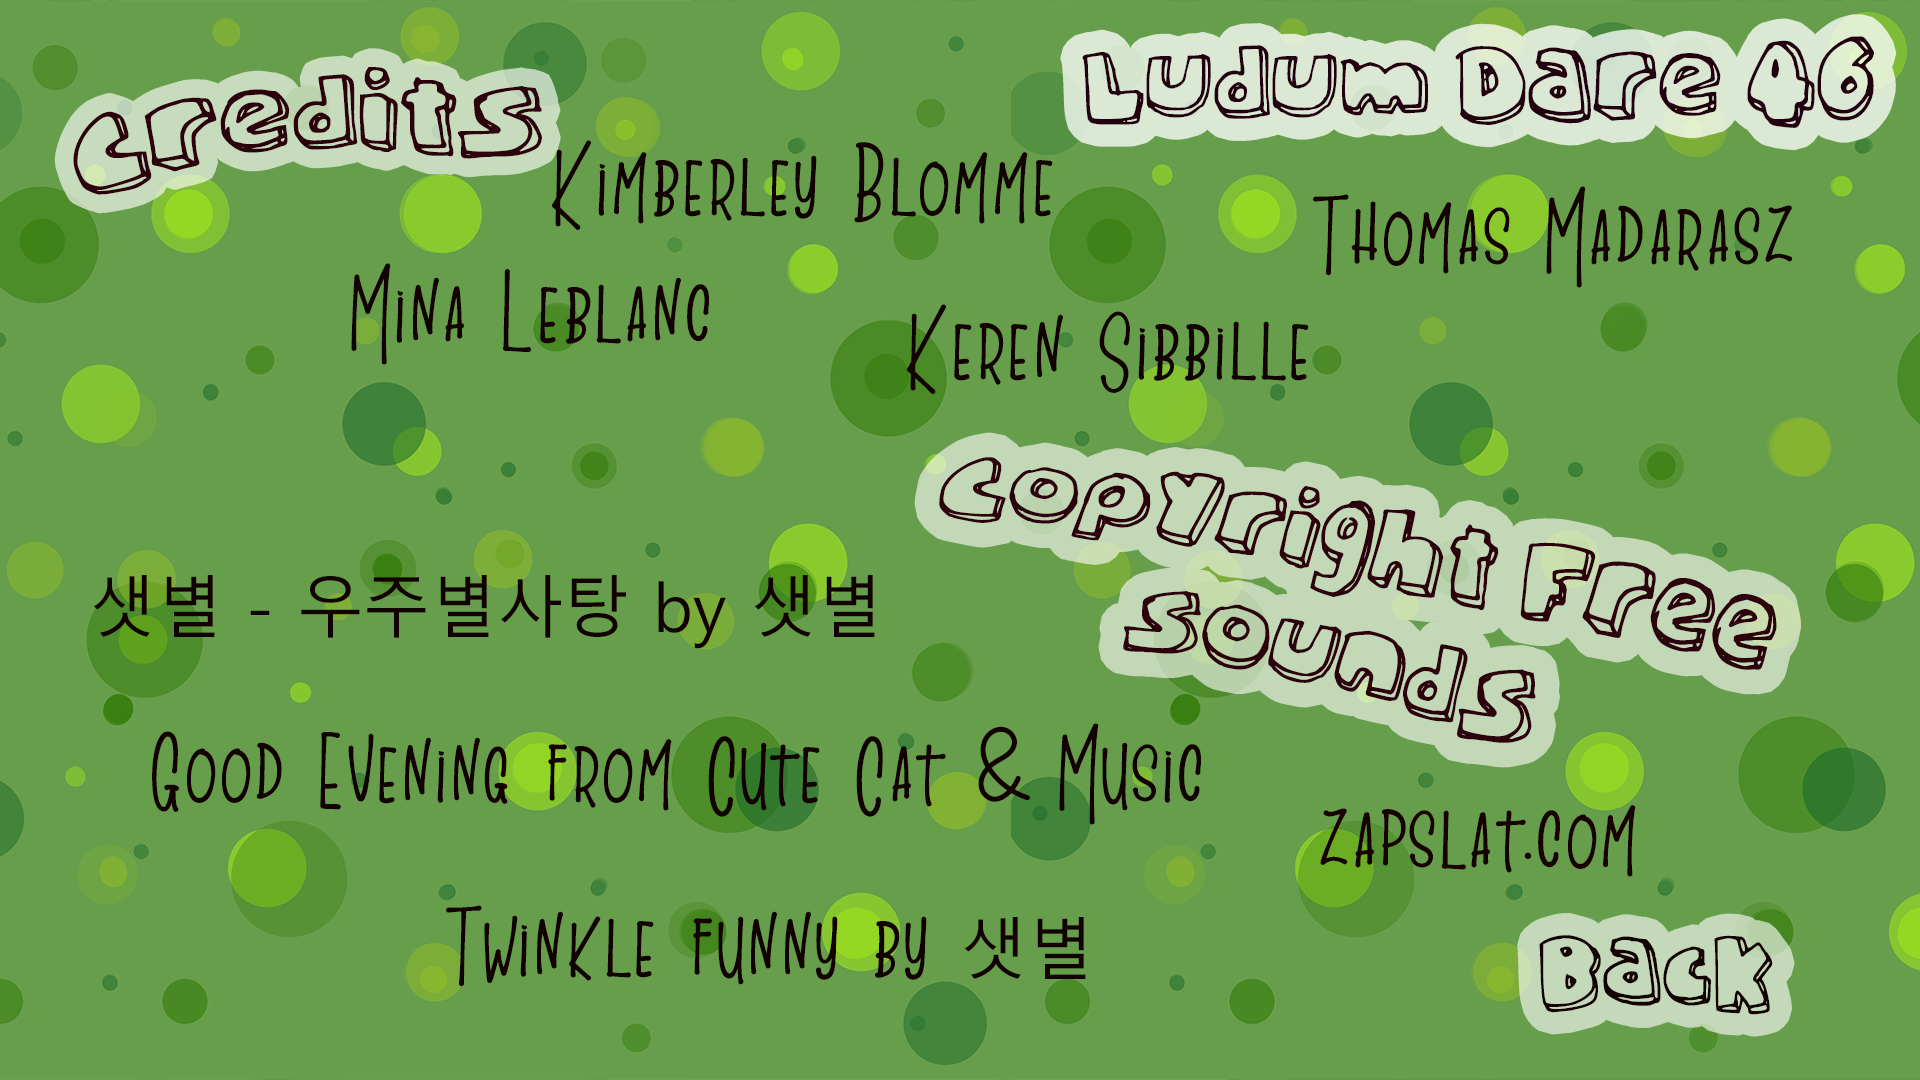 Credits
Ludum Dare 46
Kimberley Blomme
Thomas Madarasz
Mina Leblanc
Keren Sibbille
Copyright Free
Sounds
샛별 - 우주별사탕 by 샛별
Good Evening from Cute Cat & Music
zapslat.com
Twinkle funny by 샛별
Back